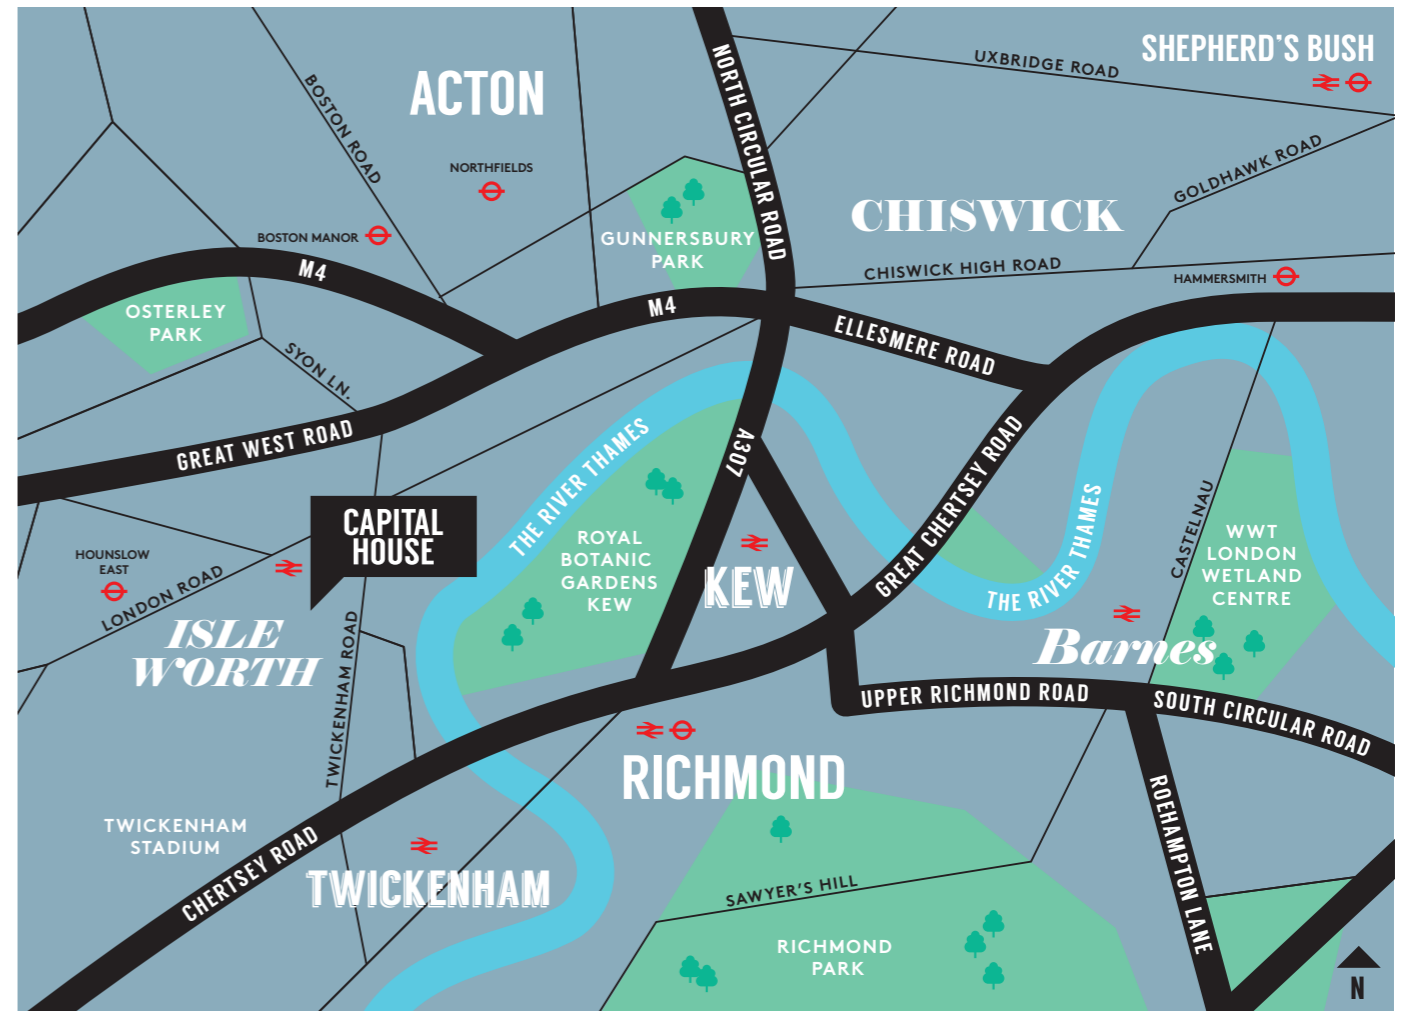 SHEPHERD'S BUSH
UXBRIDGE ROAD
NORTH CIRCULAR ROAD
ACTON
BOSTON ROAD
NORTHFIELDS
GOLDHAWK ROAD
CHISWICK
BOSTON MANOR
GUNNERSBURY
PARK
CHISWICK HIGH ROAD
HAMMERSMITH
M4
M4
OSTERLEY
PARK
ELLESMERE ROAD
SYON LN.
GREAT WEST ROAD
THE RIVER THAMES
A307
GREAT CHERTSEY ROAD
CAPITAL
HOUSE
ROYAL
BOTANIC
GARDENS
KEW
THE RIVER THAMES
CASTELNAU
WWT
LONDON
WETLAND
CENTRE
HOUNSLOW
EAST
LONDON ROAD
KEW
ISLE
WORTH
Barnes
TWICKENHAM ROAD
UPPER RICHMOND ROAD
SOUTH CIRCULAR ROAD
RICHMOND
ROEHAMPTON LANE
TWICKENHAM
STADIUM
CHERTSEY ROAD
TWICKENHAM
SAWYER'S HILL
RICHMOND
PARK
N